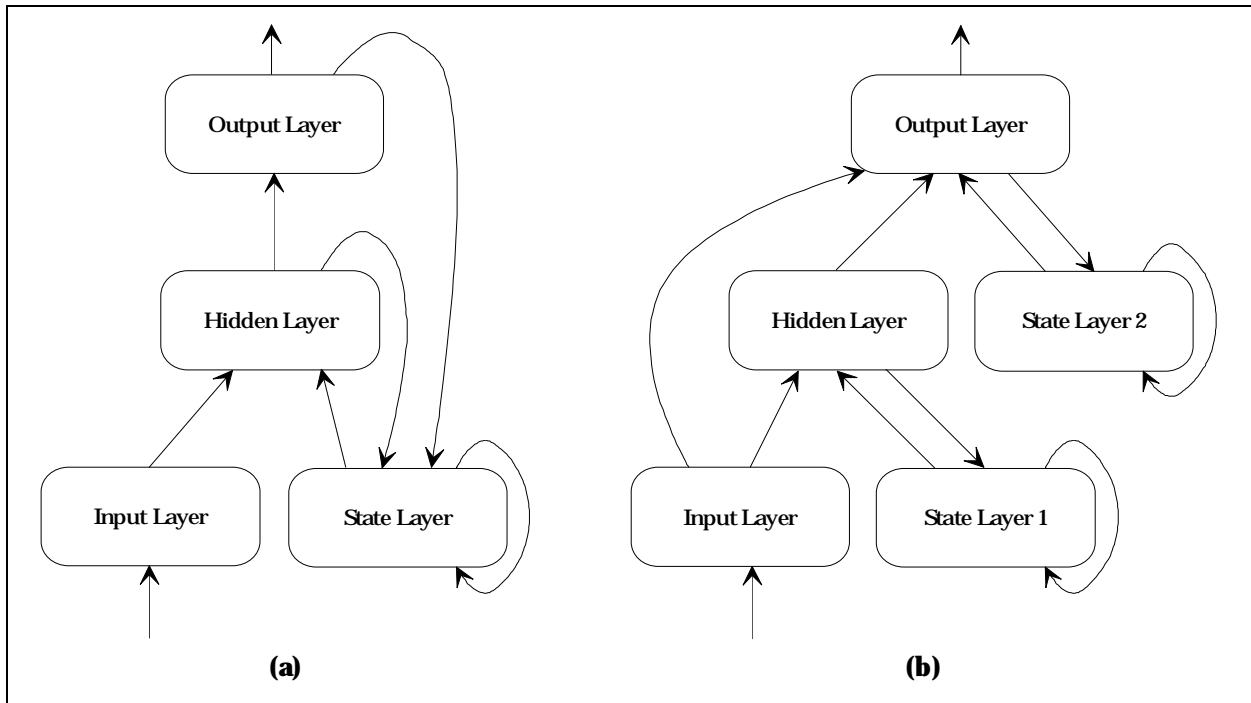 Output Layer
Hidden Layer
Input Layer
State Layer
(a)
Output Layer
Hidden Layer
State Layer 2
Input Layer
State Layer 1
(b)